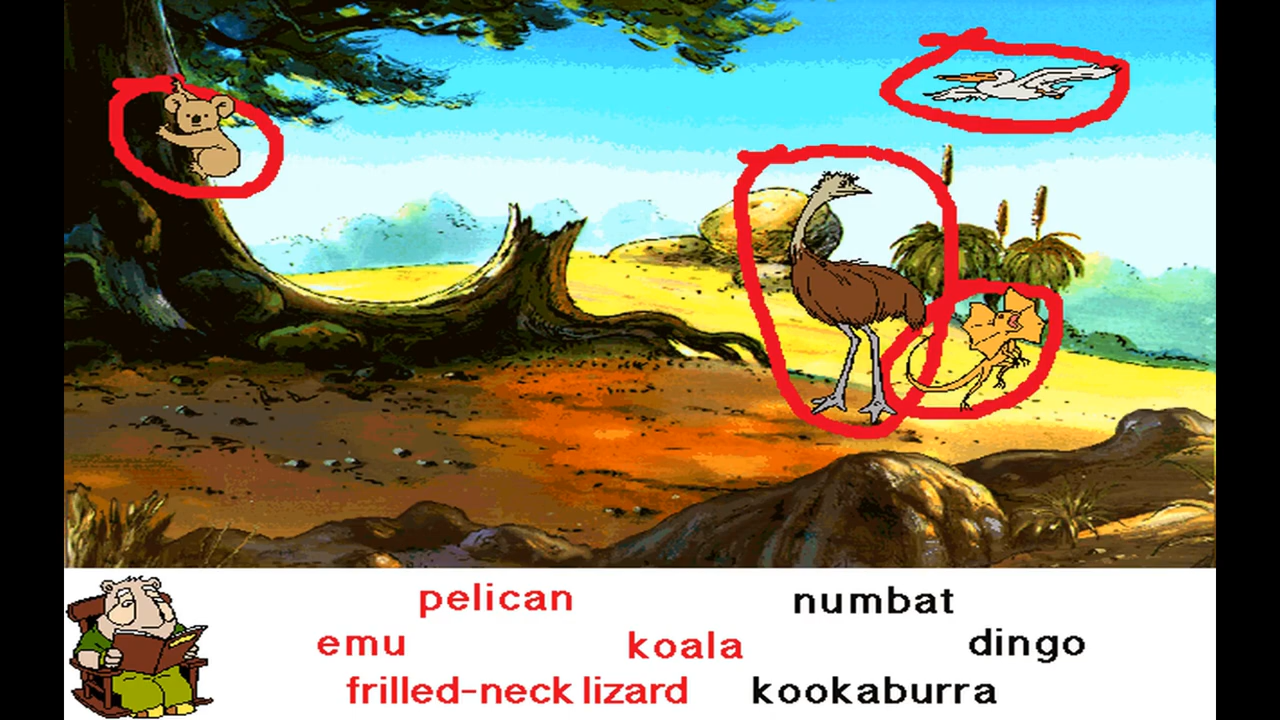 pelican numbat
emu koala dingo
frilled-neck lizard kookaburra